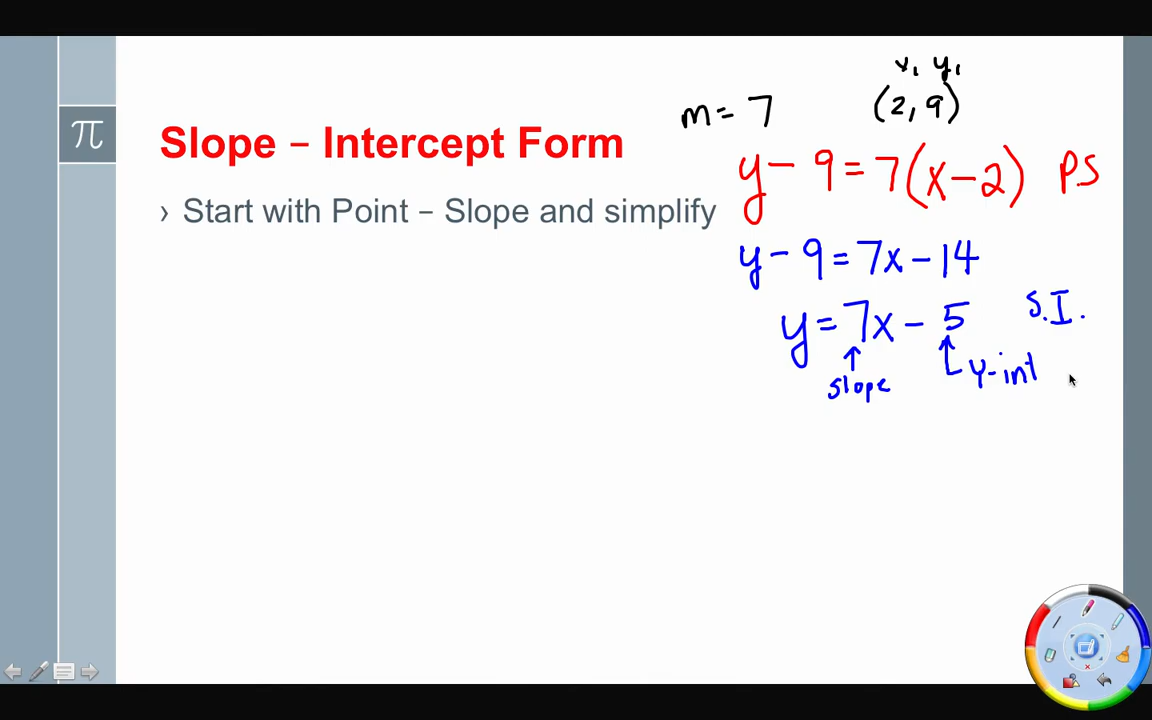 π
Slope – Intercept Form
› Start with Point – Slope and simplify
m = 7
x₁ y₁
(2, 9)
y - 9 = 7(x - 2) P.S
y - 9 = 7x - 14
y = 7x - 5 S.I.
slope
y-int